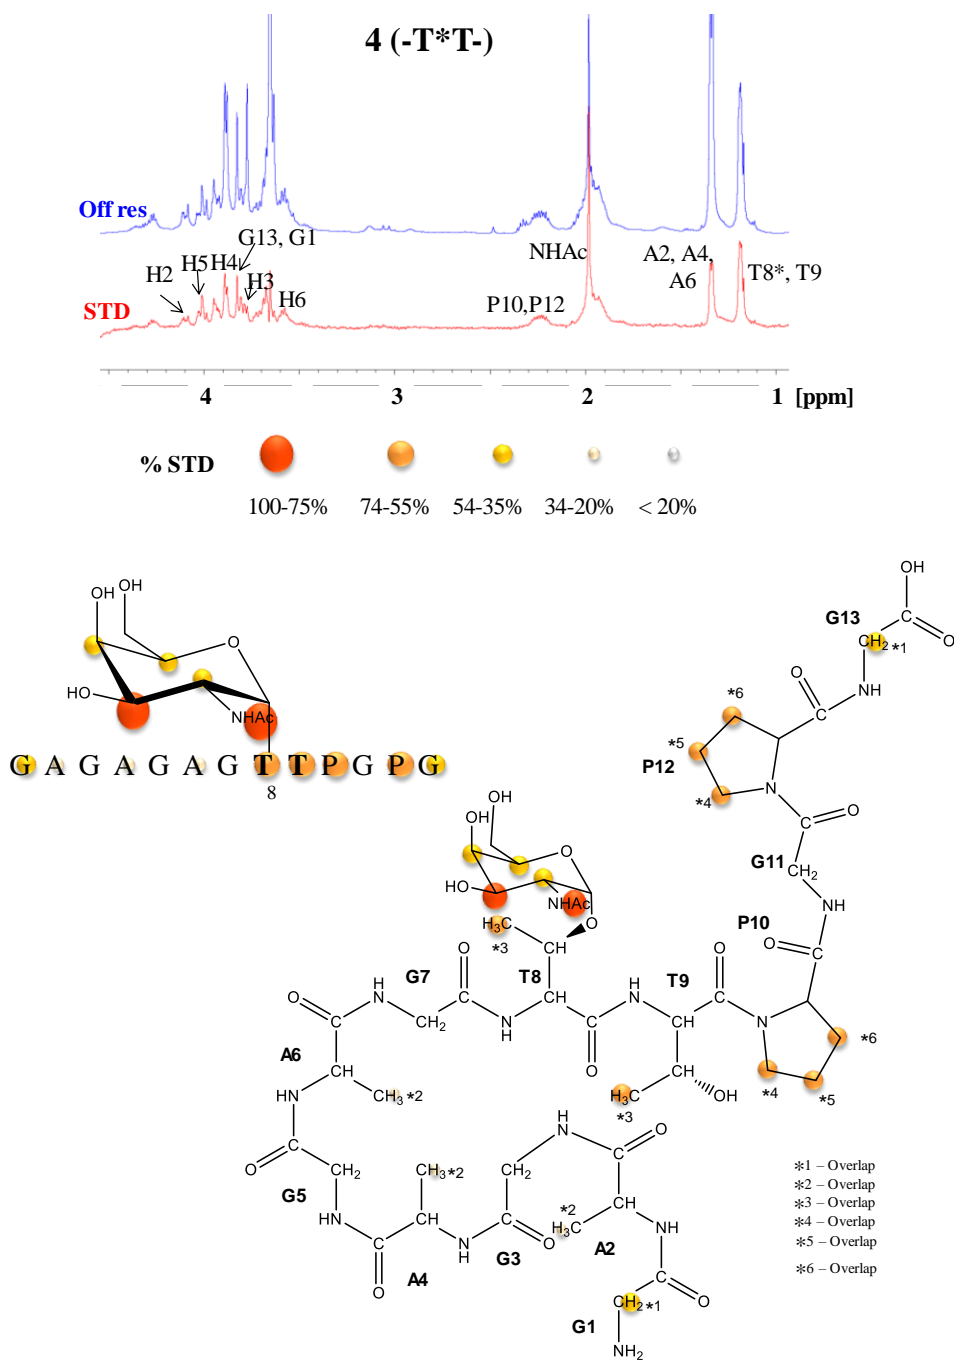 4 (-T*T-)
Off res
G13, G1
NHAc
A2, A4,
A6
T8*, T9
H2
H5
H4
H3
H6
P10,P12
STD
4
3
2
1
[ppm]
% STD
100-75%
74-55%
54-35%
34-20%
< 20%
OH
OH
HO
O
NHAc
G A G A G A G T T P G P G
8
OH
G13
CH2 *1
O
NH
*6
O
*5
P12
*4
N
O
G11
CH2
NH
P10
O
OH
OH
O
HO
NHAc
O
H3C
*3
CH
T8
G7
O
H
N
O
CH2
N
H
CH
O
H
N
T9
O
N
*6
*4
*5
A6
CH
CH3 *2
HN
CH
H3C
*3
OH
O
CH2
G5
HN
CH3 *2
CH
O
A4
N
H
G3
O
H
N
CH2
O
CH
*2
H3C
A2
NH
O
CH2 *1
G1
NH2
*1 – Overlap
*2 – Overlap
*3 – Overlap
*4 – Overlap
*5 – Overlap
*6 – Overlap